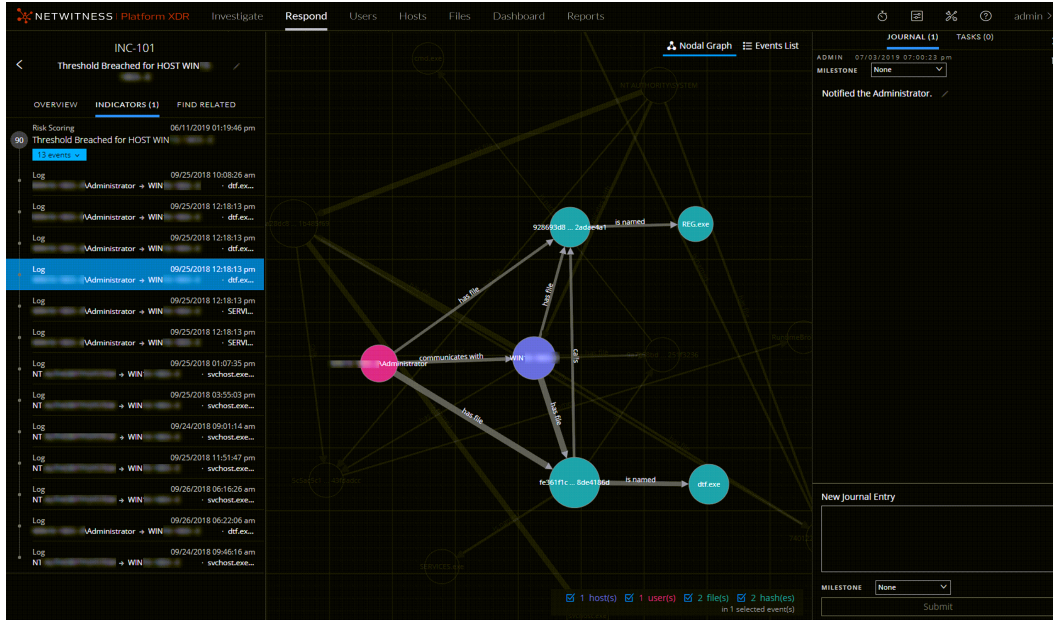 NETWITNESS | Platform XDR Investigate Respond Users Hosts Files Dashboard Reports admin >
INC-101
Threshold Breached for HOST WIN
OVERVIEW INDICATORS (1) FIND RELATED
Risk Scoring 06/11/2019 01:19:46 pm
90 Threshold Breached for HOST WIN
13 events
Log 09/25/2018 10:08:26 am
\Administrator → WIN · dtf.ex...
Log 09/25/2018 12:18:13 pm
\Administrator → WIN · dtf.ex...
Log 09/25/2018 12:18:13 pm
\Administrator → WIN · dtf.ex...
Log 09/25/2018 12:18:13 pm
\Administrator → WIN · dtf.ex...
Log 09/25/2018 12:18:13 pm
\Administrator → WIN · SERVI...
Log 09/25/2018 12:18:13 pm
\Administrator → WIN · SERVI...
Log 09/25/2018 01:07:35 pm
NT → WIN · svchost.exe...
Log 09/25/2018 03:55:03 pm
NT → WIN · svchost.exe...
Log 09/24/2018 09:01:14 am
NT → WIN · svchost.exe...
Log 09/25/2018 11:51:47 pm
NT → WIN · svchost.exe...
Log 09/26/2018 06:16:26 am
NT → WIN · svchost.exe...
Log 09/26/2018 06:22:06 am
\Administrator → WIN · dtf.ex...
Log 09/24/2018 09:46:16 am
NT → WIN · svchost.exe...
Nodal Graph Events List
cmd.exe
NT AUTHORITY\SYSTEM
928693d8 ... 2adae4a1
is named
REG.exe
has file
has file
calls
\Administrator
communicates with
WIN
has file
has file
fe361f1c ... 8de4186d
is named
dtf.exe
SERVICES.exe
1 host(s) 1 user(s) 2 file(s) 2 hash(es)
in 1 selected event(s)
JOURNAL (1) TASKS (0)
ADMIN 07/03/2019 07:00:23 pm
MILESTONE None
Notified the Administrator.
New Journal Entry
MILESTONE None
Submit